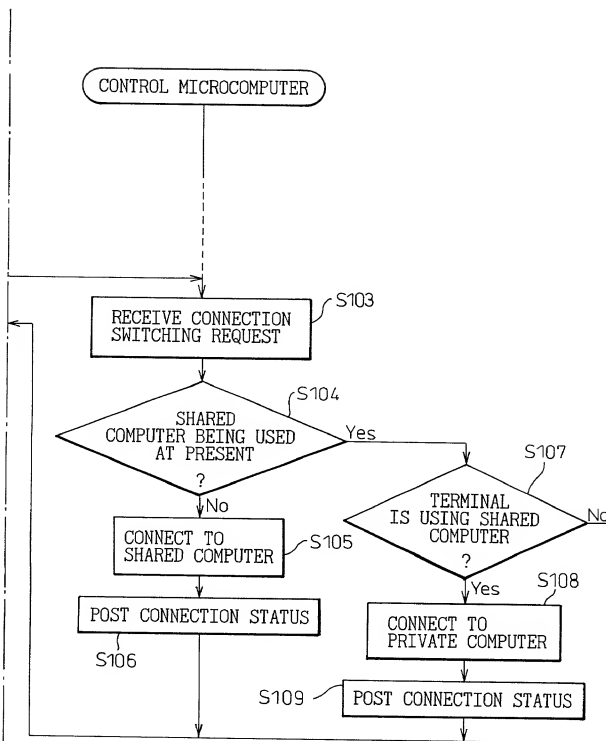 CONTROL MICROCOMPUTER
S103
RECEIVE CONNECTION
SWITCHING REQUEST
S104
SHARED
COMPUTER BEING USED
AT PRESENT
?
Yes
No
S107
TERMINAL
IS USING SHARED
COMPUTER
?
No
Yes
CONNECT TO
SHARED COMPUTER
S105
POST CONNECTION STATUS
S106
S108
CONNECT TO
PRIVATE COMPUTER
S109
POST CONNECTION STATUS